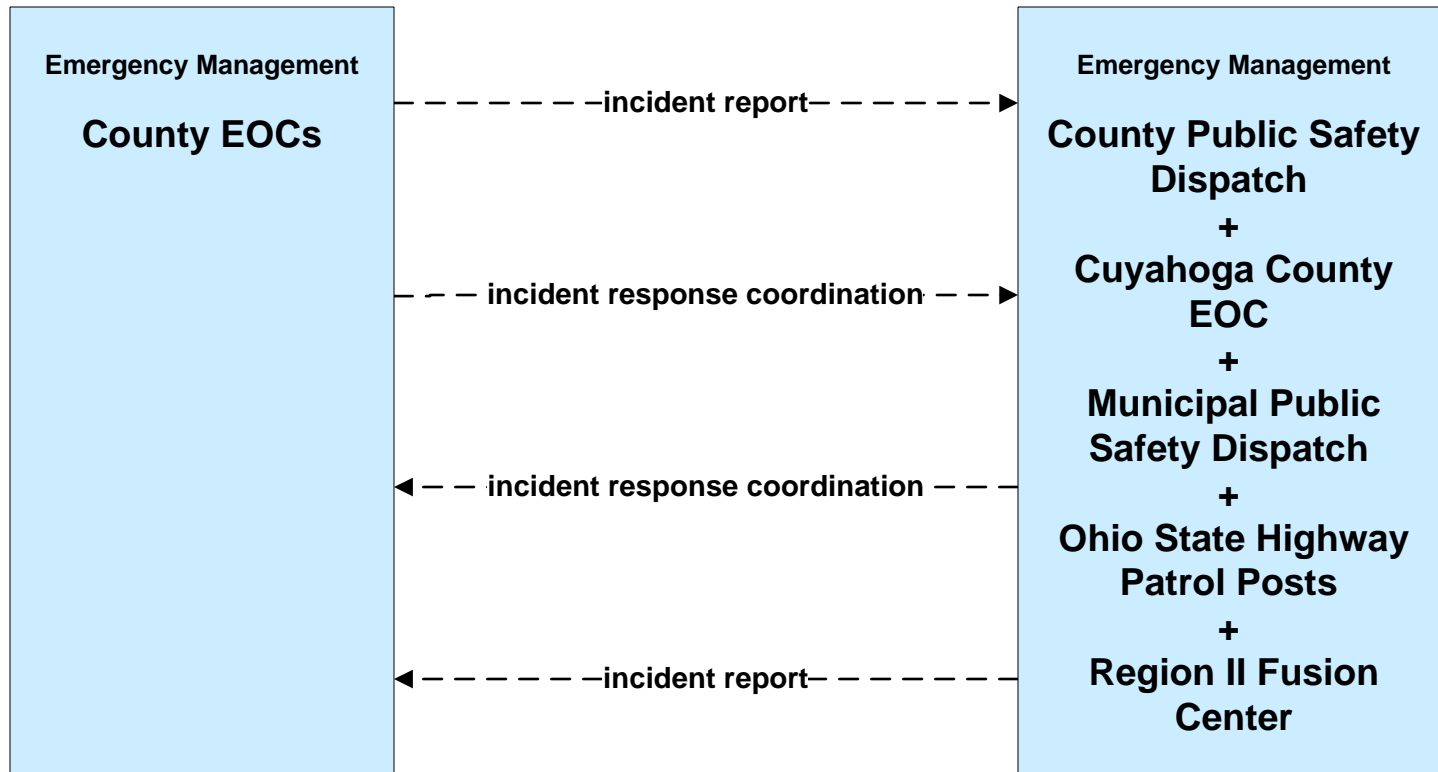 Emergency Management
County EOCs
incident report
incident response coordination
incident response coordination
incident report
Emergency Management
County Public Safety
Dispatch
+
Cuyahoga County
EOC
+
Municipal Public
Safety Dispatch
+
Ohio State Highway
Patrol Posts
+
Region II Fusion
Center